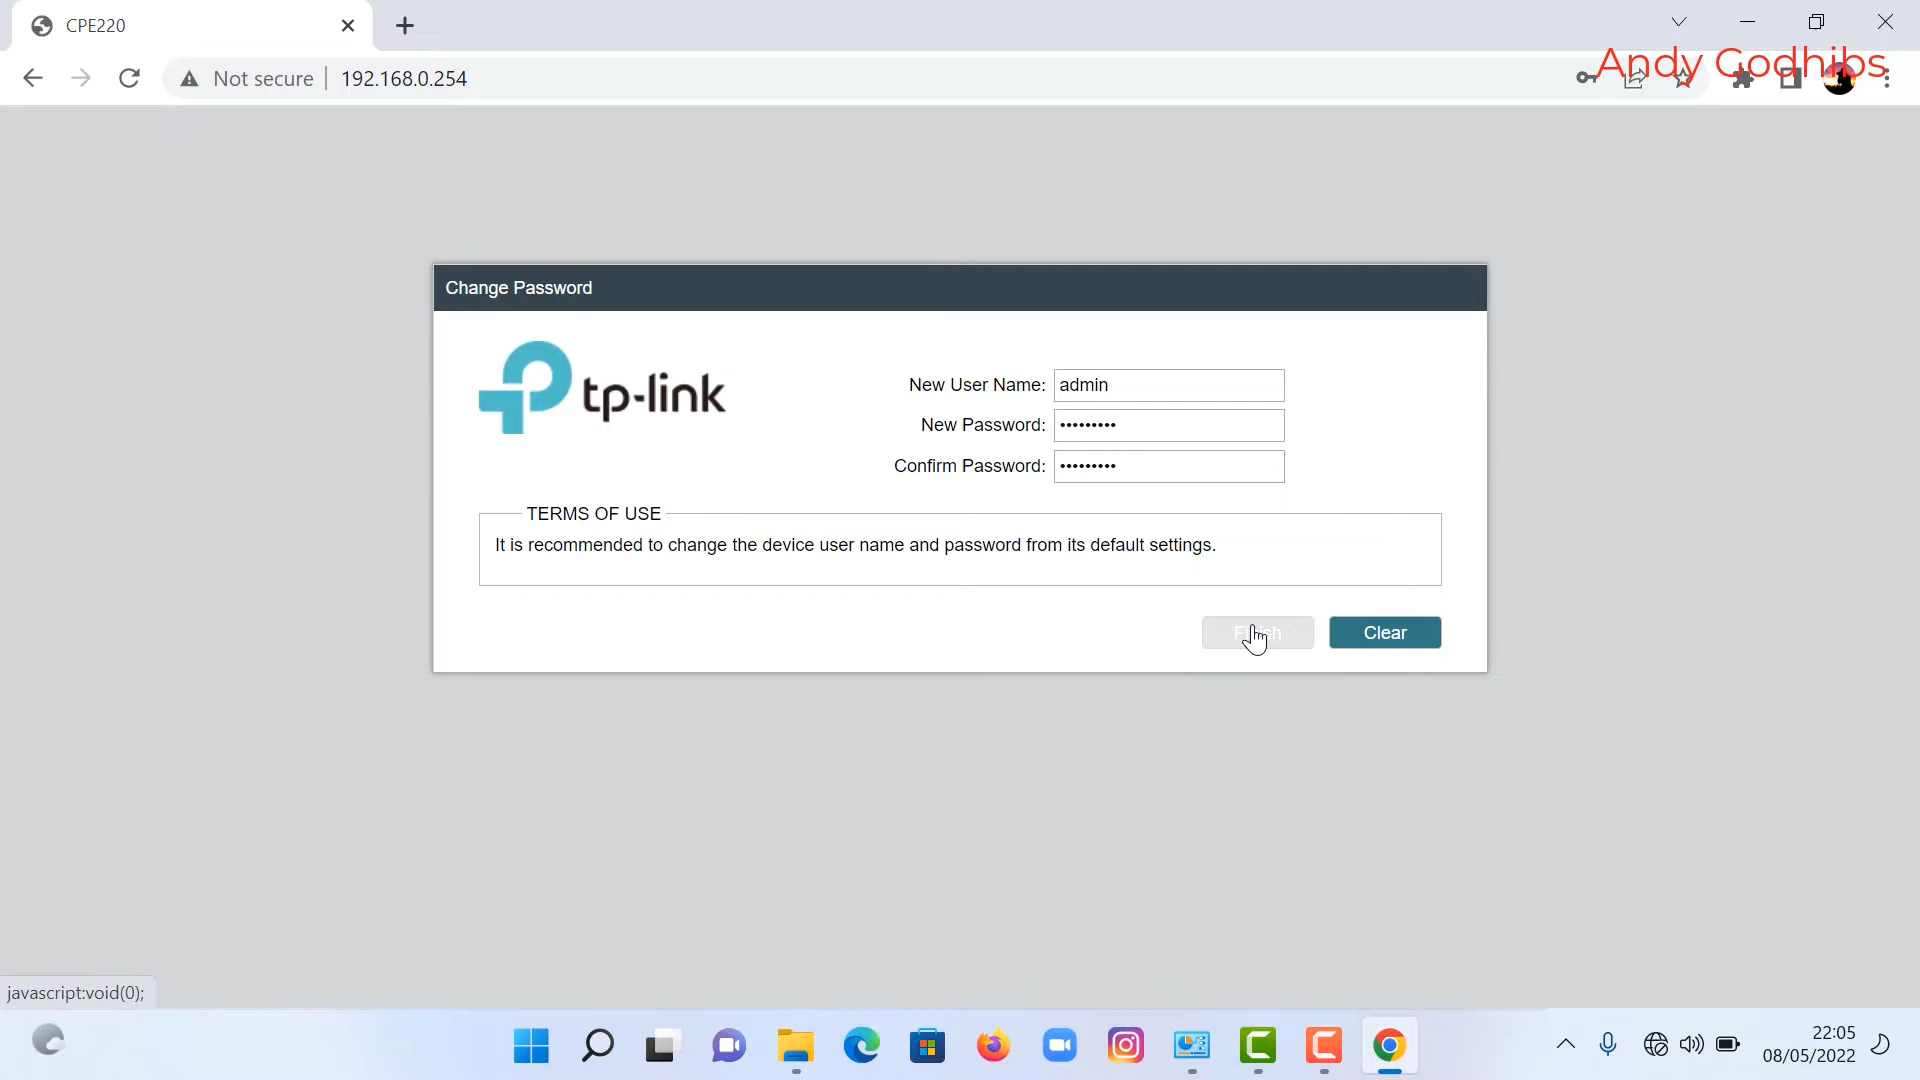 CPE220
Not secure
192.168.0.254
Andy Godhibs
Change Password
tp-link
New User Name: admin
New Password: •••••••••
Confirm Password: •••••••••
TERMS OF USE
It is recommended to change the device user name and password from its default settings.
Finish
Clear
javascript:void(0);
22:05
08/05/2022